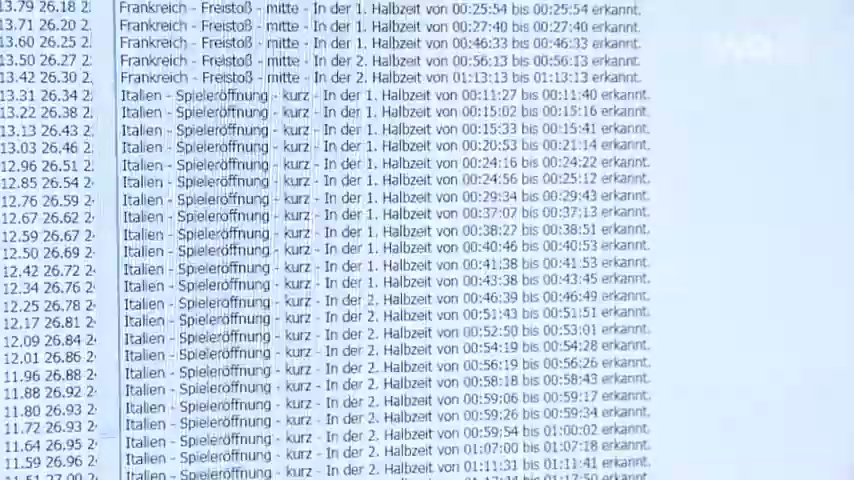 13.79 26.18 2 Frankreich - Freistoß - mitte - In der 1. Halbzeit von 00:25:54 bis 00:25:54 erkannt.
13.71 26.20 2 Frankreich - Freistoß - mitte - In der 1. Halbzeit von 00:27:40 bis 00:27:40 erkannt.
13.60 26.25 2 Frankreich - Freistoß - mitte - In der 1. Halbzeit von 00:46:33 bis 00:46:33 erkannt.
13.50 26.27 2 Frankreich - Freistoß - mitte - In der 2. Halbzeit von 00:56:13 bis 00:56:13 erkannt.
13.42 26.30 2 Frankreich - Freistoß - mitte - In der 2. Halbzeit von 01:13:13 bis 01:13:13 erkannt.
13.31 26.34 2 Italien - Spieleröffnung - kurz - In der 1. Halbzeit von 00:11:27 bis 00:11:40 erkannt.
13.22 26.38 2 Italien - Spieleröffnung - kurz - In der 1. Halbzeit von 00:15:02 bis 00:15:16 erkannt.
13.13 26.43 2 Italien - Spieleröffnung - kurz - In der 1. Halbzeit von 00:15:33 bis 00:15:41 erkannt.
13.03 26.46 2 Italien - Spieleröffnung - kurz - In der 1. Halbzeit von 00:20:53 bis 00:21:14 erkannt.
12.96 26.51 2 Italien - Spieleröffnung - kurz - In der 1. Halbzeit von 00:24:16 bis 00:24:22 erkannt.
12.85 26.54 2 Italien - Spieleröffnung - kurz - In der 1. Halbzeit von 00:24:56 bis 00:25:12 erkannt.
12.76 26.59 2 Italien - Spieleröffnung - kurz - In der 1. Halbzeit von 00:29:34 bis 00:29:43 erkannt.
12.67 26.62 2 Italien - Spieleröffnung - kurz - In der 1. Halbzeit von 00:37:07 bis 00:37:13 erkannt.
12.59 26.67 2 Italien - Spieleröffnung - kurz - In der 1. Halbzeit von 00:38:27 bis 00:38:51 erkannt.
12.50 26.69 2 Italien - Spieleröffnung - kurz - In der 1. Halbzeit von 00:40:46 bis 00:40:53 erkannt.
12.42 26.72 2 Italien - Spieleröffnung - kurz - In der 1. Halbzeit von 00:41:38 bis 00:41:53 erkannt.
12.34 26.76 2 Italien - Spieleröffnung - kurz - In der 1. Halbzeit von 00:43:38 bis 00:43:45 erkannt.
12.25 26.78 2 Italien - Spieleröffnung - kurz - In der 2. Halbzeit von 00:46:39 bis 00:46:49 erkannt.
12.17 26.81 2 Italien - Spieleröffnung - kurz - In der 2. Halbzeit von 00:51:43 bis 00:51:51 erkannt.
12.09 26.84 2 Italien - Spieleröffnung - kurz - In der 2. Halbzeit von 00:52:50 bis 00:53:01 erkannt.
12.01 26.86 2 Italien - Spieleröffnung - kurz - In der 2. Halbzeit von 00:54:19 bis 00:54:28 erkannt.
11.96 26.88 2 Italien - Spieleröffnung - kurz - In der 2. Halbzeit von 00:56:19 bis 00:56:26 erkannt.
11.88 26.92 2 Italien - Spieleröffnung - kurz - In der 2. Halbzeit von 00:58:18 bis 00:58:43 erkannt.
11.80 26.93 2 Italien - Spieleröffnung - kurz - In der 2. Halbzeit von 00:59:06 bis 00:59:17 erkannt.
11.72 26.93 2 Italien - Spieleröffnung - kurz - In der 2. Halbzeit von 00:59:26 bis 00:59:34 erkannt.
11.64 26.95 2 Italien - Spieleröffnung - kurz - In der 2. Halbzeit von 00:59:54 bis 01:00:02 erkannt.
11.59 26.96 2 Italien - Spieleröffnung - kurz - In der 2. Halbzeit von 01:07:00 bis 01:07:18 erkannt.
Italien - Spieleröffnung - kurz - In der 2. Halbzeit von 01:11:31 bis 01:11:41 erkannt.